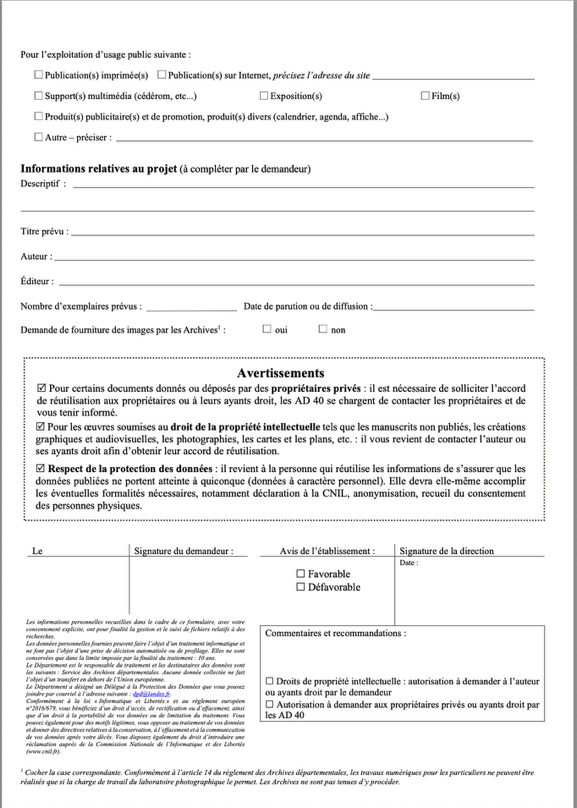 Pour l'exploitation d'usage public suivante :
☐ Publication(s) imprimée(s) ☐ Publication(s) sur Internet, précisez l'adresse du site
☐ Support(s) multimédia (cédérom, etc...) ☐ Exposition(s) ☐ Film(s)
☐ Produit(s) publicitaire(s) et de promotion, produit(s) divers (calendrier, agenda, affiche...)
☐ Autre – préciser :
Informations relatives au projet (à compléter par le demandeur)
Descriptif :
Titre prévu :
Auteur :
Éditeur :
Nombre d'exemplaires prévus : Date de parution ou de diffusion :
Demande de fourniture des images par les Archives¹ : ☐ oui ☐ non
Avertissements
☑ Pour certains documents donnés ou déposés par des propriétaires privés : il est nécessaire de solliciter l'accord
de réutilisation aux propriétaires ou à leurs ayants droit, les AD 40 se chargent de contacter les propriétaires et de
vous tenir informé.
☑ Pour les œuvres soumises au droit de la propriété intellectuelle tels que les manuscrits non publiés, les créations
graphiques et audiovisuelles, les photographies, les cartes et les plans, etc. : il vous revient de contacter l'auteur ou
ses ayants droit afin d'obtenir leur accord de réutilisation.
☑ Respect de la protection des données : il revient à la personne qui réutilise les informations de s'assurer que les
données publiées ne portent atteinte à quiconque (données à caractère personnel). Elle devra elle-même accomplir
les éventuelles formalités nécessaires, notamment déclaration à la CNIL, anonymisation, recueil du consentement
des personnes physiques.
Le Signature du demandeur : Avis de l'établissement : Signature de la direction
Date :
☐ Favorable
☐ Défavorable
Les informations personnelles recueillies dans le cadre de ce formulaire, avec votre
consentement explicite, ont pour finalité la gestion et le suivi de fichiers relatifs à des
recherches.
Les données personnelles fournies peuvent faire l'objet d'un traitement informatique et
ne font pas l'objet d'une prise de décision automatisée ou de profilage. Elles ne sont
conservées que dans la limite imposée par la finalité du traitement : 10 ans.
Le Département est le responsable du traitement et les destinataires des données sont
les suivants : Service des Archives départementales. Aucune donnée collectée ne fait
l'objet d'un transfert en dehors de l'Union européenne.
Le Département a désigné un Délégué à la Protection des Données que vous pouvez
joindre par courriel à l'adresse suivante : dpd@landes.fr.
Conformément à la loi « Informatique et Libertés » et au règlement européen
n°2016/679, vous bénéficiez d'un droit d'accès, de rectification ou d'effacement, ainsi
que d'un droit à la portabilité de vos données ou de limitation du traitement. Vous
pouvez également pour des motifs légitimes, vous opposer au traitement de vos données
et donner des directives relatives à la conservation, à l'effacement et à la communication
de vos données après votre décès. Vous disposez également du droit d'introduire une
réclamation auprès de la Commission Nationale de l'Informatique et des Libertés
(www.cnil.fr).
Commentaires et recommandations :
☐ Droits de propriété intellectuelle : autorisation à demander à l'auteur
ou ayants droit par le demandeur
☐ Autorisation à demander aux propriétaires privés ou ayants droit par
les AD 40
¹ Cocher la case correspondante. Conformément à l'article 14 du règlement des Archives départementales, les travaux numériques pour les particuliers ne peuvent être
réalisés que si la charge de travail du laboratoire photographique le permet. Les Archives ne sont pas tenues d'y procéder.